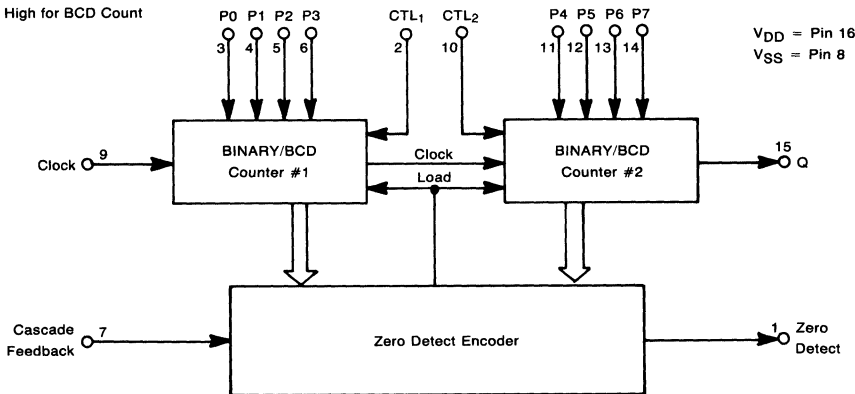 High for BCD Count
P0 P1 P2 P3 CTL₁ CTL₂ P4 P5 P6 P7
3 4 5 6 2 10 11 12 13 14
V_DD = Pin 16
V_SS = Pin 8
Clock 9
BINARY/BCD
Counter #1
Clock
Load
BINARY/BCD
Counter #2
15
Q
Cascade
Feedback
7
Zero Detect Encoder
1
Zero
Detect